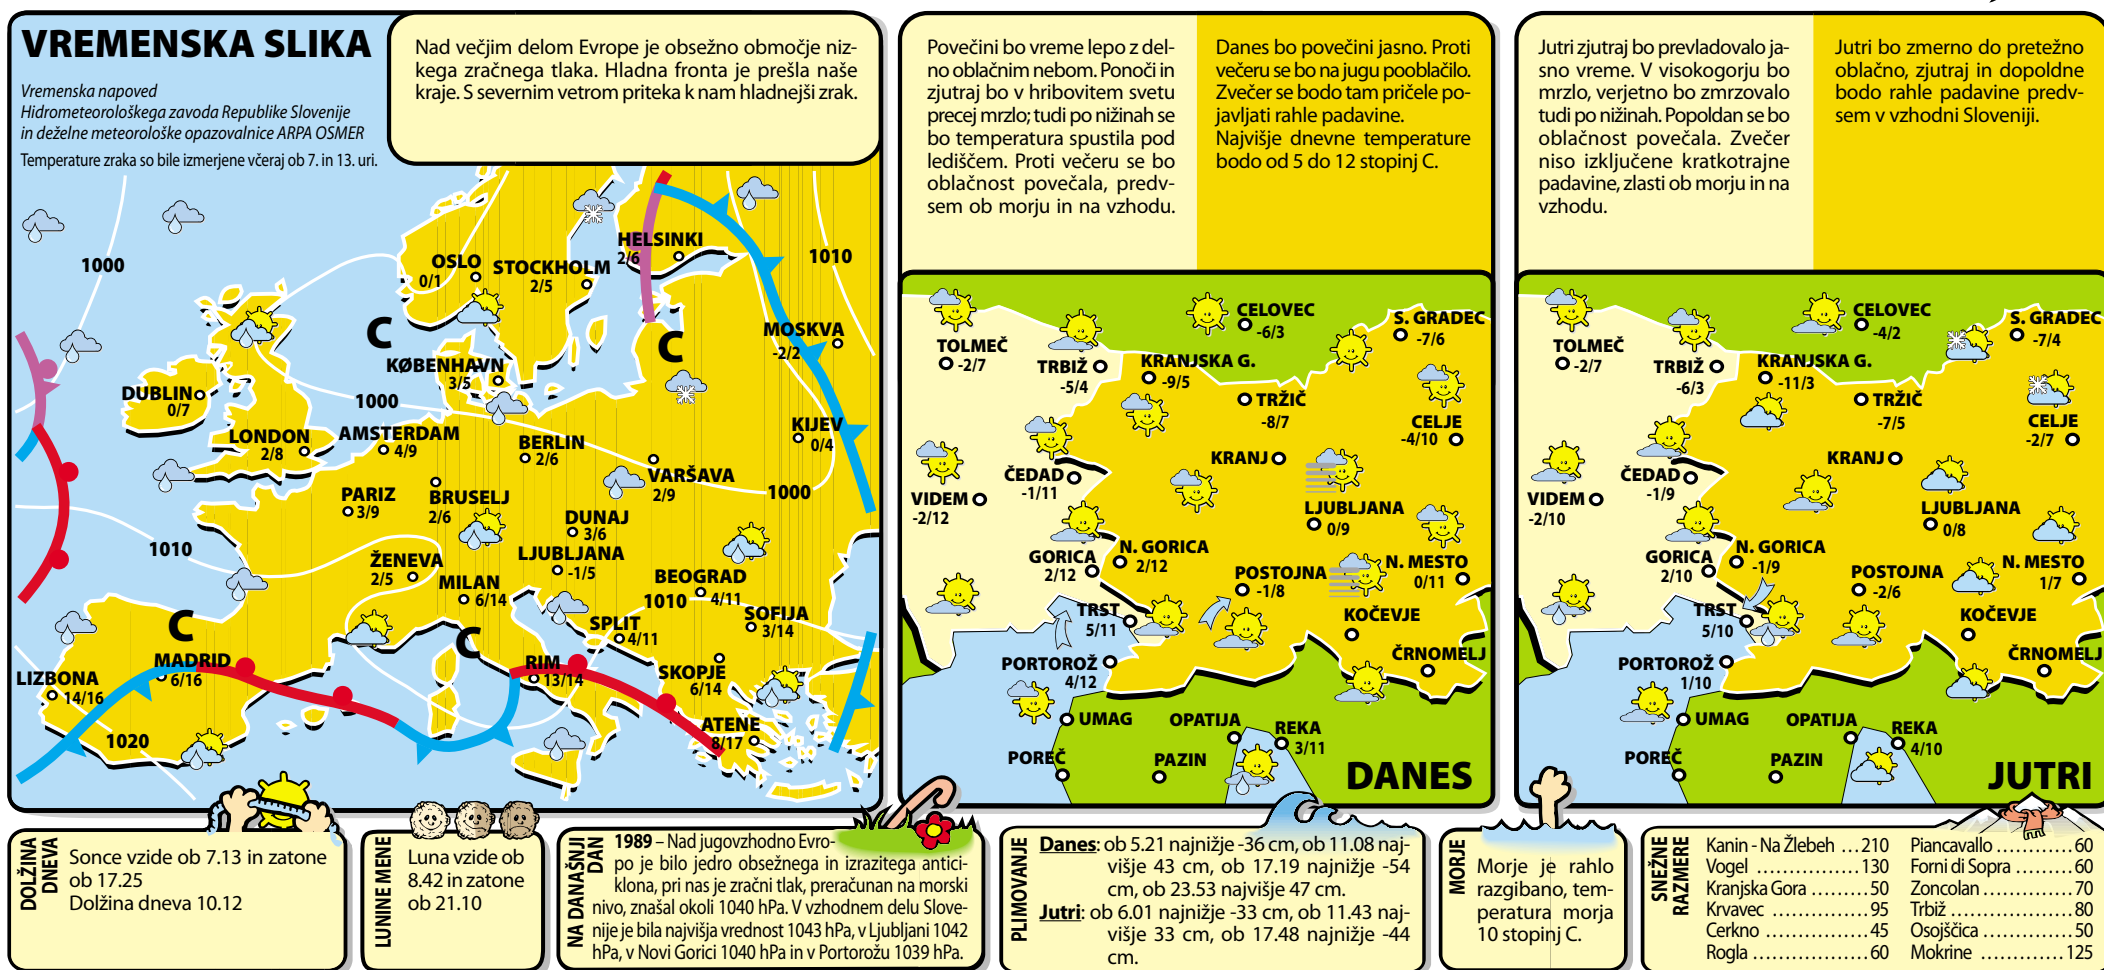 VREMENSKA SLIKA
Vremenska napoved
Hidrometeorološkega zavoda Republike Slovenije
in deželne meteorološke opazovalnice ARPA OSMER
Temperature zraka so bile izmerjene včeraj ob 7. in 13. uri.
Nad večjim delom Evrope je obsežno območje niz-
kega zračnega tlaka. Hladna fronta je prešla naše
kraje. S severnim vetrom priteka k nam hladnejši zrak.
1000
OSLO
0/1
STOCKHOLM
2/5
HELSINKI
2/6
1010
C
C
MOSKVA
-2/2
KØBENHAVN
3/5
DUBLIN
0/7
1000
LONDON
2/8
AMSTERDAM
4/9
BERLIN
2/6
KIJEV
0/4
VARŠAVA
2/9
1000
PARIZ
3/9
BRUSELJ
2/6
DUNAJ
3/6
1010
ŽENEVA
2/5
LJUBLJANA
-1/5
MILAN
6/14
BEOGRAD
4/11
1010
SOFIJA
3/14
C
C
SPLIT
4/11
MADRID
6/16
RIM
13/14
SKOPJE
6/14
LIZBONA
14/16
ATENE
8/17
1020
Povečini bo vreme lepo z del-
no oblačnim nebom. Ponoči in
zjutraj bo v hribovitem svetu
precej mrzlo; tudi po nižinah se
bo temperatura spustila pod
lediščem. Proti večeru se bo
oblačnost povečala, predv-
sem ob morju in na vzhodu.
Danes bo povečini jasno. Proti
večeru se bo na jugu pooblačilo.
Zvečer se bodo tam pričele po-
javljati rahle padavine.
Najvišje dnevne temperature
bodo od 5 do 12 stopinj C.
CELOVEC
-6/3
S. GRADEC
-7/6
TOLMEČ
-2/7
TRBIŽ
-5/4
KRANJSKA G.
-9/5
TRŽIČ
-8/7
CELJE
-4/10
KRANJ
ČEDAD
-1/11
VIDEM
-2/12
LJUBLJANA
0/9
GORICA
2/12
N. GORICA
2/12
POSTOJNA
-1/8
N. MESTO
0/11
TRST
5/11
KOČEVJE
PORTOROŽ
4/12
ČRNOMELJ
UMAG
OPATIJA
REKA
3/11
POREČ
PAZIN
DANES
Jutri zjutraj bo prevladovalo ja-
sno vreme. V visokogorju bo
mrzlo, verjetno bo zmrzovalo
tudi po nižinah. Popoldan se bo
oblačnost povečala. Zvečer
niso izključene kratkotrajne
padavine, zlasti ob morju in na
vzhodu.
Jutri bo zmerno do pretežno
oblačno, zjutraj in dopoldne
bodo rahle padavine predv-
sem v vzhodni Sloveniji.
CELOVEC
-4/2
S. GRADEC
-7/4
TOLMEČ
-2/7
TRBIŽ
-6/3
KRANJSKA G.
-11/3
TRŽIČ
-7/5
CELJE
-2/7
KRANJ
ČEDAD
-1/9
VIDEM
-2/10
LJUBLJANA
0/8
GORICA
2/10
N. GORICA
-1/9
POSTOJNA
-2/6
N. MESTO
1/7
TRST
5/10
KOČEVJE
PORTOROŽ
1/10
ČRNOMELJ
UMAG
OPATIJA
REKA
4/10
POREČ
PAZIN
JUTRI
DOLŽINA
DNEVA
Sonce vzide ob 7.13 in zatone
ob 17.25
Dolžina dneva 10.12
LUNINE MENE
Luna vzide ob
8.42 in zatone
ob 21.10
NA DANAŠNJI
DAN
1989 – Nad jugovzhodno Evro-
po je bilo jedro obsežnega in izrazitega antici-
klona, pri nas je zračni tlak, preračunan na morski
nivo, znašal okoli 1040 hPa. V vzhodnem delu Slove-
nije je bila najvišja vrednost 1043 hPa, v Ljubljani 1042
hPa, v Novi Gorici 1040 hPa in v Portorožu 1039 hPa.
PLIMOVANJE
Danes: ob 5.21 najnižje -36 cm, ob 11.08 naj-
višje 43 cm, ob 17.19 najnižje -54
cm, ob 23.53 najvišje 47 cm.
Jutri: ob 6.01 najnižje -33 cm, ob 11.43 naj-
višje 33 cm, ob 17.48 najnižje -44
cm.
MORJE
Morje je rahlo
razgibano, tem-
peratura morja
10 stopinj C.
SNEŽNE
RAZMERE
Kanin - Na Žlebeh ...210
Vogel ...................130
Kranjska Gora .........50
Krvavec ................95
Cerkno .................45
Rogla ...................60
Piancavallo ............60
Forni di Sopra .........60
Zoncolan ...............70
Trbiž ....................80
Osojščica ...............50
Mokrine .............125